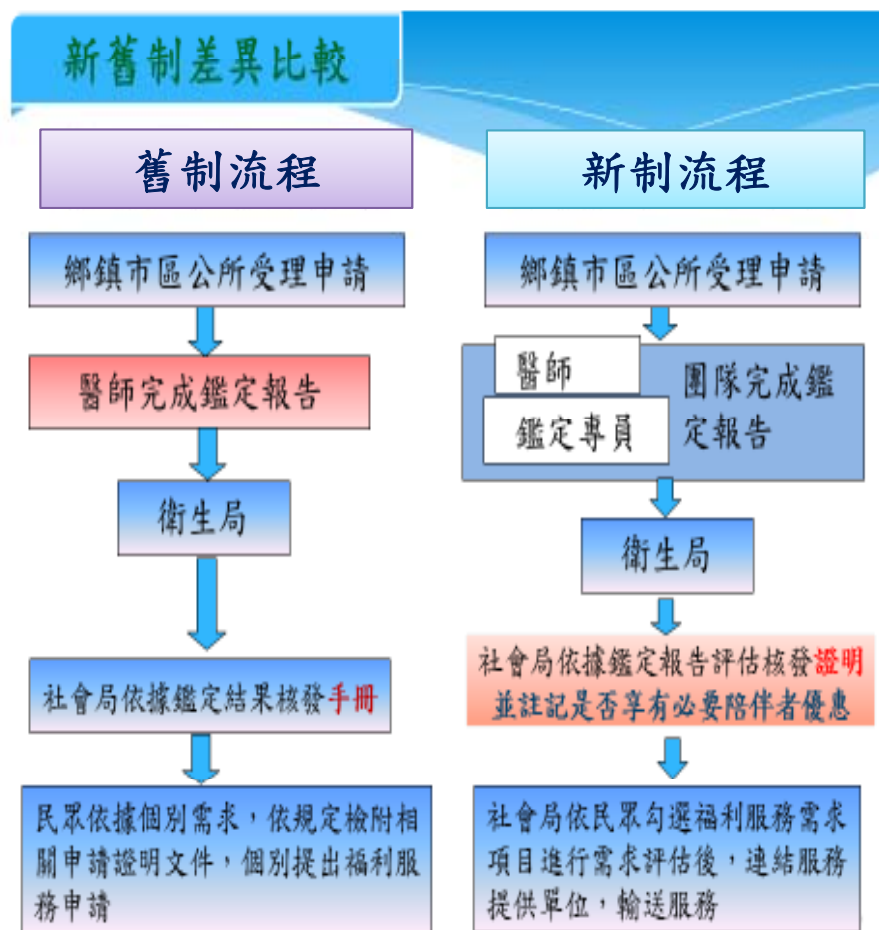 新舊制差異比較
舊制流程
鄉鎮市區公所受理申請
醫師完成鑑定報告
衛生局
社會局依據鑑定結果核發手冊
民眾依據個別需求，依規定檢附相
關申請證明文件，個別提出福利服
務申請
新制流程
鄉鎮市區公所受理申請
醫師
鑑定專員
團隊完成鑑
定報告
衛生局
社會局依據鑑定報告評估核發證明
並註記是否享有必要陪伴者優惠
社會局依民眾勾選福利服務需求
項目進行需求評估後，連結服務
提供單位，輸送服務